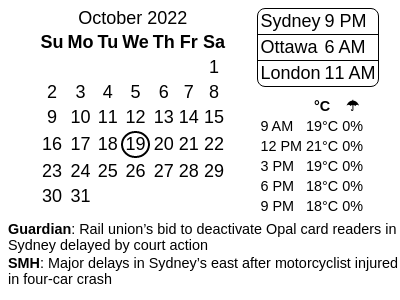 October 2022
Su Mo Tu We Th Fr Sa
1
2 3 4 5 6 7 8
9 10 11 12 13 14 15
16 17 18 19 20 21 22
23 24 25 26 27 28 29
30 31
Sydney 9 PM
Ottawa 6 AM
London 11 AM
°C ☂
9 AM 19°C 0%
12 PM 21°C 0%
3 PM 19°C 0%
6 PM 18°C 0%
9 PM 18°C 0%
Guardian: Rail union’s bid to deactivate Opal card readers in
Sydney delayed by court action
SMH: Major delays in Sydney’s east after motorcyclist injured
in four-car crash